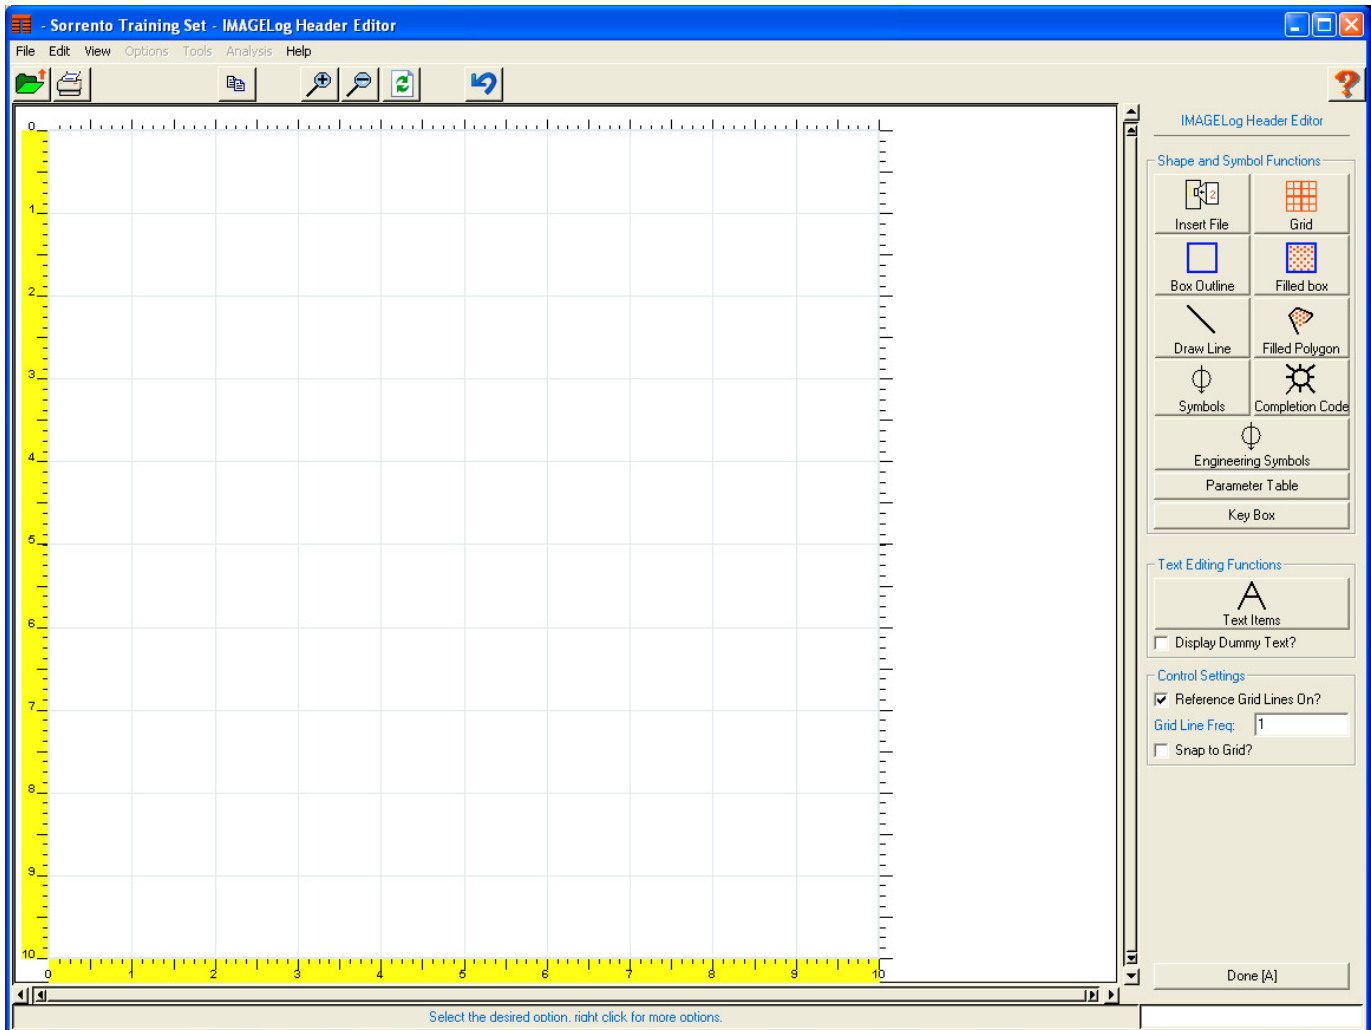 - Sorrento Training Set - IMAGELog Header Editor
File Edit View Options Tools Analysis Help
0
1
2
3
4
5
6
7
8
9
10
0 1 2 3 4 5 6 7 8 9 10
IMAGELog Header Editor
Shape and Symbol Functions
2
Insert File Grid
Box Outline Filled box
Draw Line Filled Polygon
Symbols Completion Code
Engineering Symbols
Parameter Table
Key Box
Text Editing Functions
Text Items
Display Dummy Text?
Control Settings
Reference Grid Lines On?
Grid Line Freq: 1
Snap to Grid?
Done [A]
Select the desired option, right click for more options.